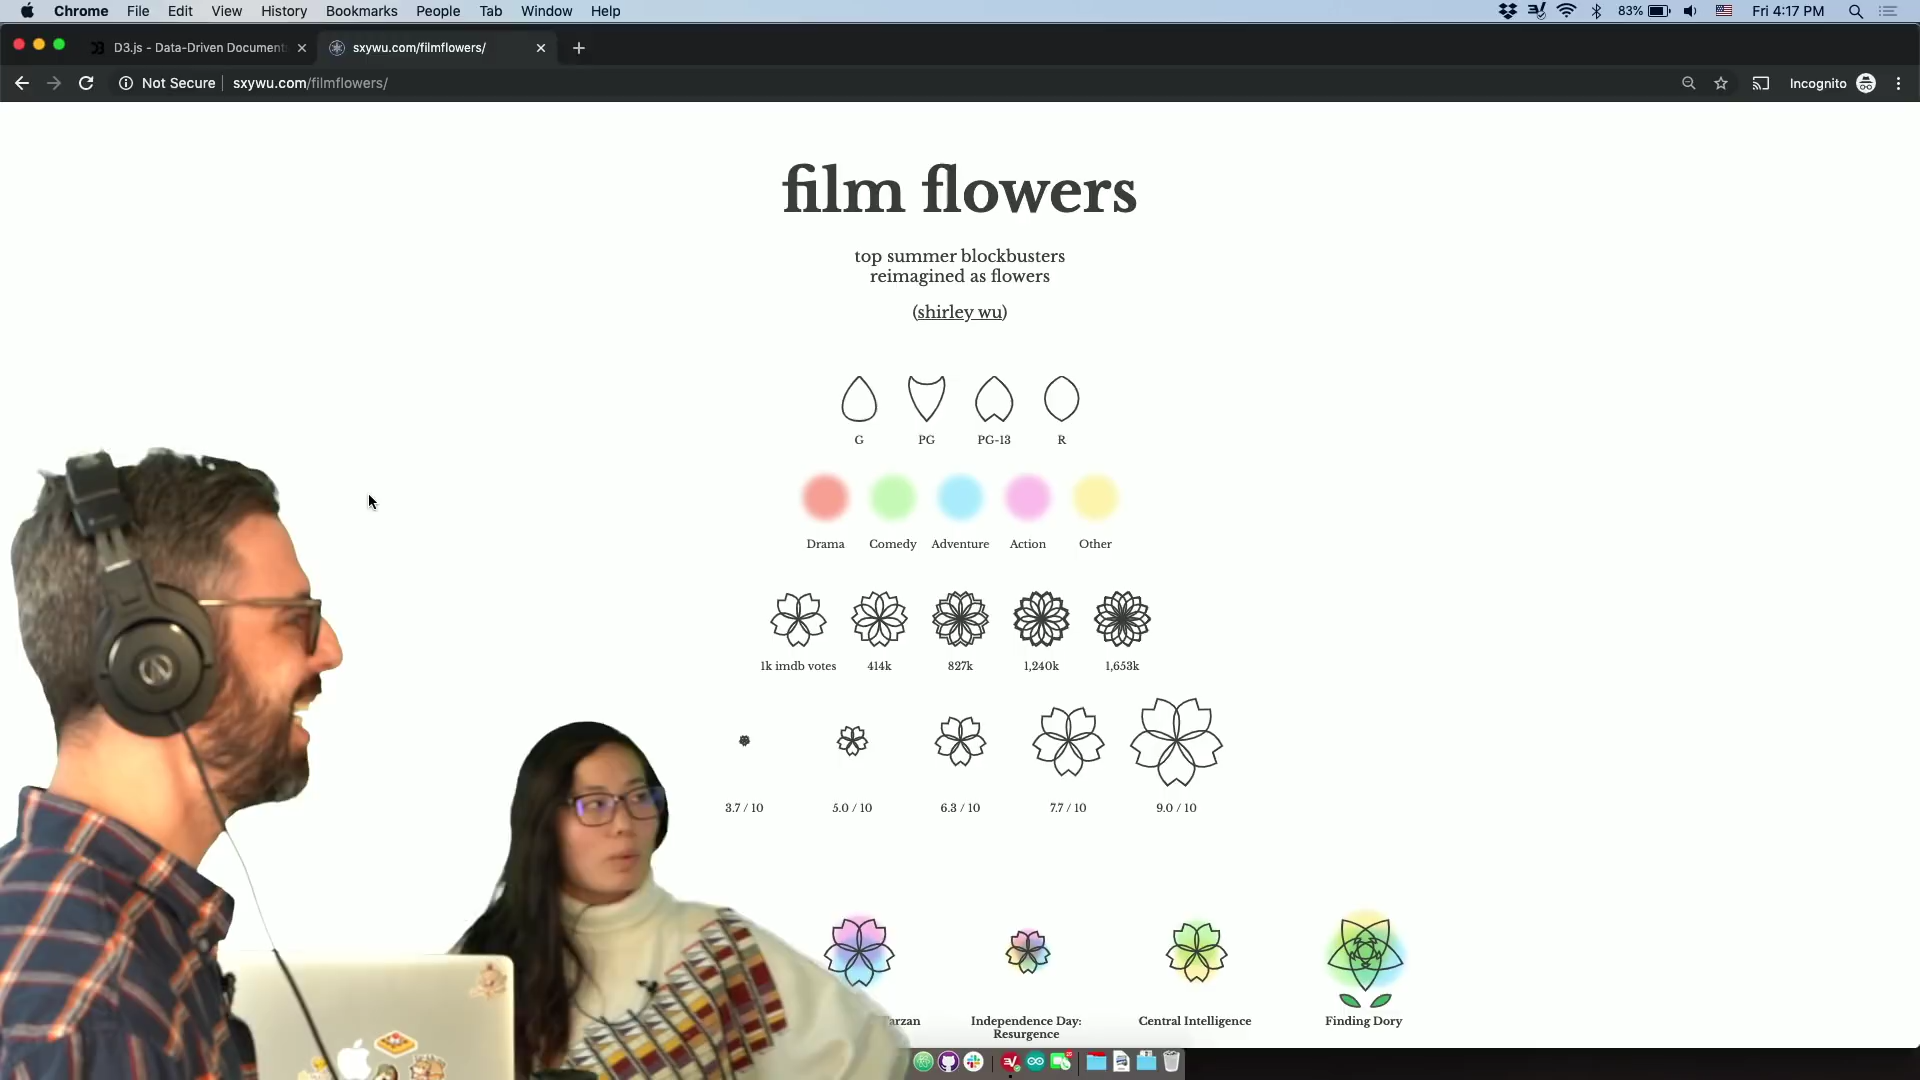 Chrome File Edit View History Bookmarks People Tab Window Help 83% Fri 4:17 PM
D3.js - Data-Driven Document sxywu.com/filmflowers/
Not Secure sxywu.com/filmflowers/ Incognito
film flowers
top summer blockbusters
reimagined as flowers
(shirley wu)
G PG PG-13 R
Drama Comedy Adventure Action Other
1k imdb votes 414k 827k 1,240k 1,653k
3.7 / 10 5.0 / 10 6.3 / 10 7.7 / 10 9.0 / 10
Tarzan Independence Day: Central Intelligence Finding Dory
Resurgence